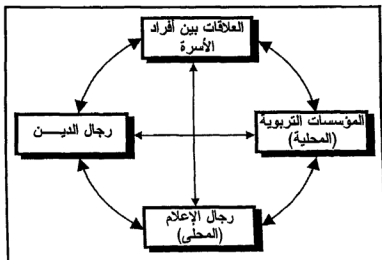 العلاقات بين أفراد
الأسرة
المؤسسات التربوية
(المحلية)
رجال الديـــن
رجال الإعلام
(المحلى)